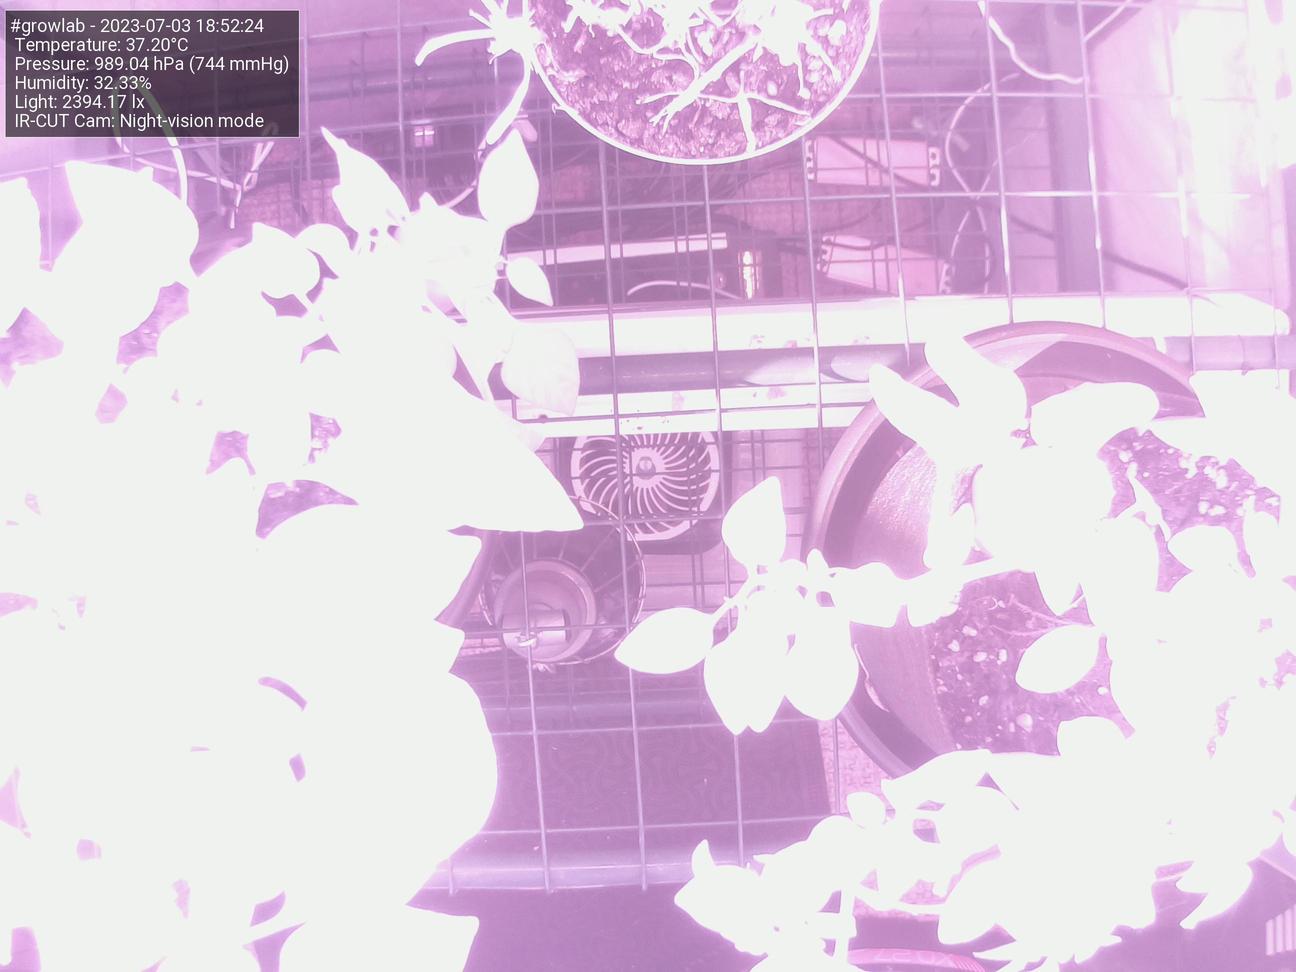 #growlab - 2023-07-03 18:52:24
Temperature: 37.20°C
Pressure: 989.04 hPa (744 mmHg)
Humidity: 32.33%
Light: 2394.17 lx
IR-CUT Cam: Night-vision mode